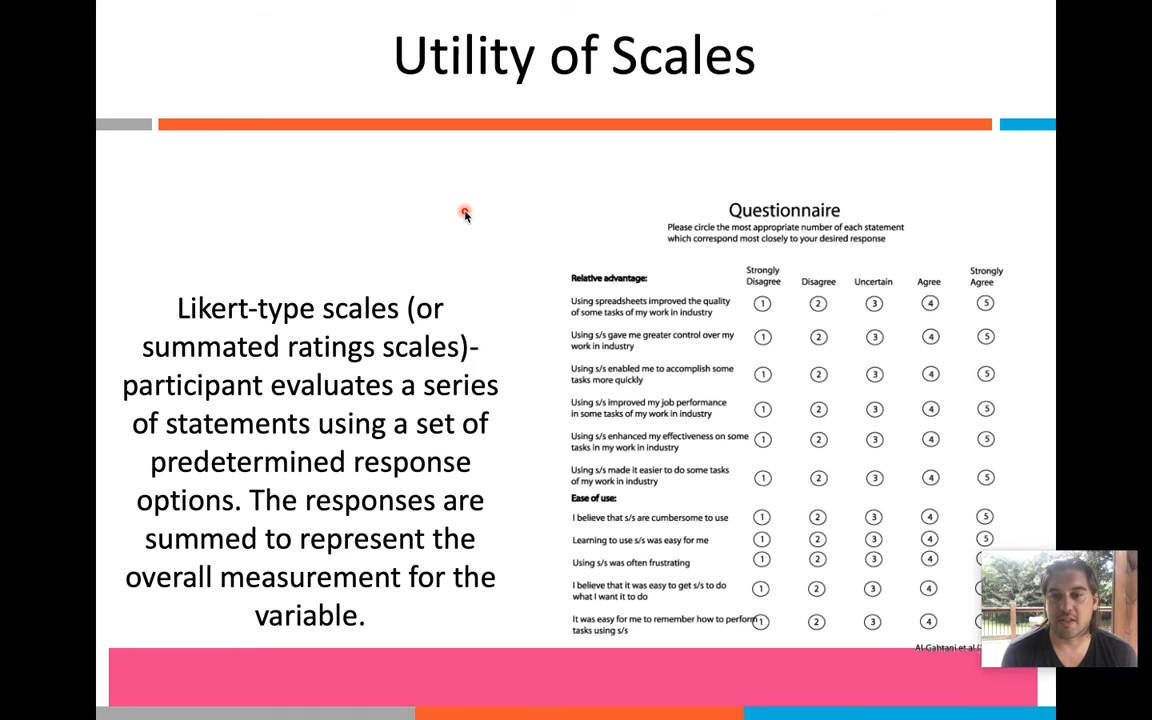 Utility of Scales
Likert-type scales (or
summated ratings scales)-
participant evaluates a series
of statements using a set of
predetermined response
options. The responses are
summed to represent the
overall measurement for the
variable.
Questionnaire
Please circle the most appropriate number of each statement
which correspond most closely to your desired response
Relative advantage:
Strongly
Disagree
Disagree
Uncertain
Agree
Strongly
Agree
Using spreadsheets improved the quality
of some tasks of my work in industry
1 2 3 4 5
Using s/s gave me greater control over my
work in industry
1 2 3 4 5
Using s/s enabled me to accomplish some
tasks more quickly
1 2 3 4 5
Using s/s improved my job performance
in some tasks of my work in industry
1 2 3 4 5
Using s/s enhanced my effectiveness on some
tasks in my work in industry
1 2 3 4 5
Using s/s made it easier to do some tasks
of my work in industry
1 2 3 4 5
Ease of use:
I believe that s/s are cumbersome to use
1 2 3 4 5
Learning to use s/s was easy for me
1 2 3 4 5
Using s/s was often frustrating
1 2 3 4
I believe that it was easy to get s/s to do
what I want it to do
1 2 3 4
It was easy for me to remember how to perform
tasks using s/s
1 2 3 4
Al-Gahtani et al